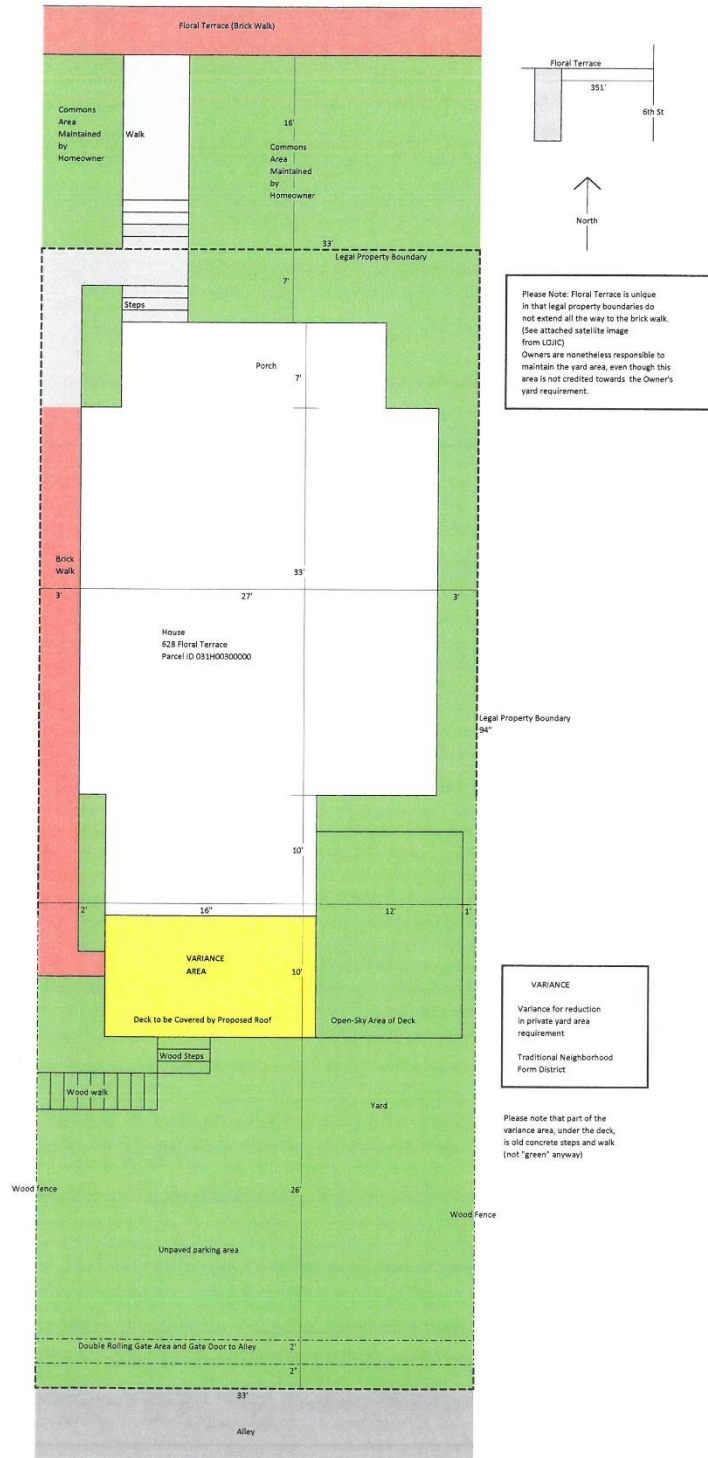 Floral Terrace (Brick Walk)
Floral Terrace
351'
6th St
North
Commons
Area
Maintained
by
Homeowner
Walk
16'
Commons
Area
Maintained
by
Homeowner
33'
Legal Property Boundary
7'
Steps
Please Note: Floral Terrace is unique
in that legal property boundaries do
not extend all the way to the brick walk.
(See attached satellite image
from LOJIC)
Owners are nonetheless responsible to
maintain the yard area, even though this
area is not credited towards the Owner's
yard requirement.
Porch
7'
Brick
Walk
33'
3'
27'
3'
House
628 Floral Terrace
Parcel ID 031H00300000
Legal Property Boundary
94"
10'
2'
16"
12'
1'
VARIANCE
AREA
10'
Deck to be Covered by Proposed Roof
Open-Sky Area of Deck
VARIANCE
Variance for reduction
in private yard area
requirement
Traditional Neighborhood
Form District
Wood Steps
Wood walk
Yard
Please note that part of the
variance area, under the deck,
is old concrete steps and walk
(not "green" anyway)
Wood fence
26'
Wood Fence
Unpaved parking area
Double Rolling Gate Area and Gate Door to Alley
2'
2"
33'
Alley